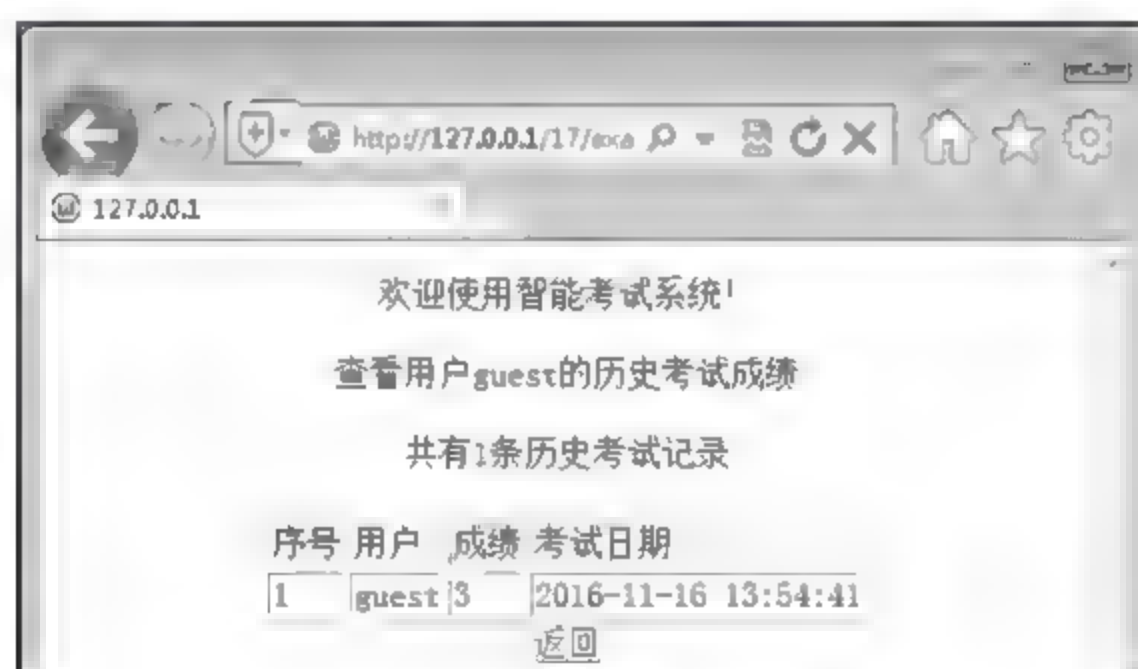 http://127.0.0.1/17/exa
127.0.0.1
欢迎使用智能考试系统!
查看用户guest的历史考试成绩
共有1条历史考试记录
序号 用户 成绩 考试日期
1 guest 3 2016-11-16 13:54:41
返回